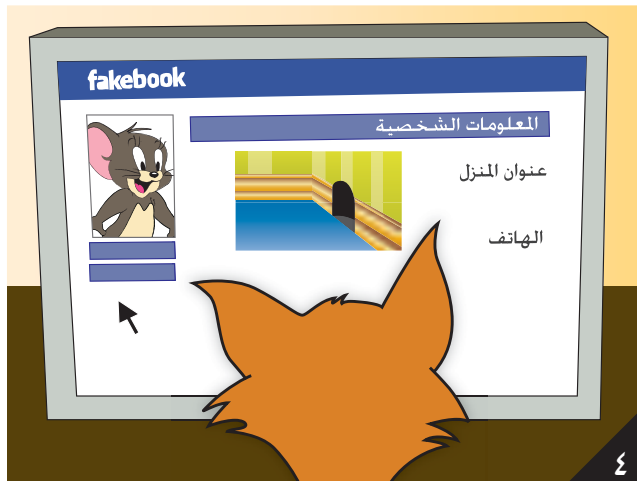 fakebook
المعلومات الشخصية
عنوان المنزل
الهاتف
٤